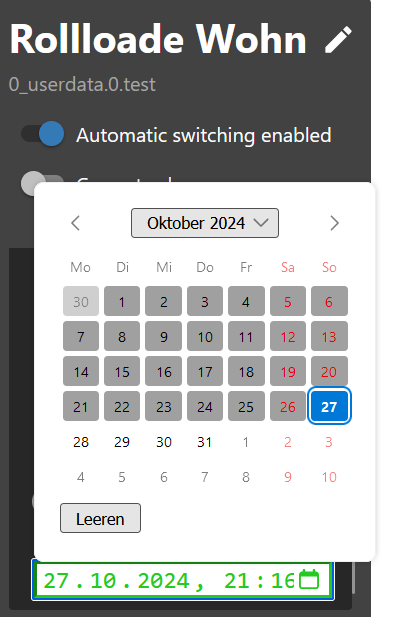 Rollloade Wohn
0_userdata.0.test
Automatic switching enabled
Oktober 2024
Mo Di Mi Do Fr Sa So
30 1 2 3 4 5 6
7 8 9 10 11 12 13
14 15 16 17 18 19 20
21 22 23 24 25 26 27
28 29 30 31 1 2 3
4 5 6 7 8 9 10
Leeren
27.10.2024, 21:16